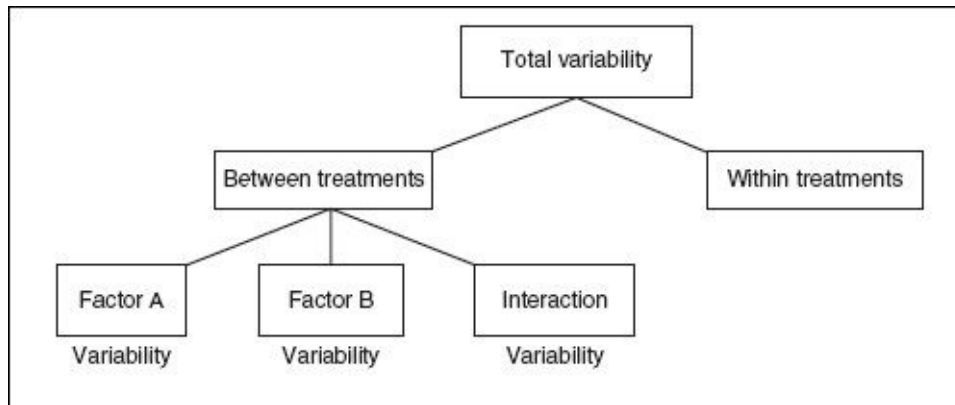 Total variability
Between treatments
Within treatments
Factor A
Factor B
Interaction
Variability
Variability
Variability